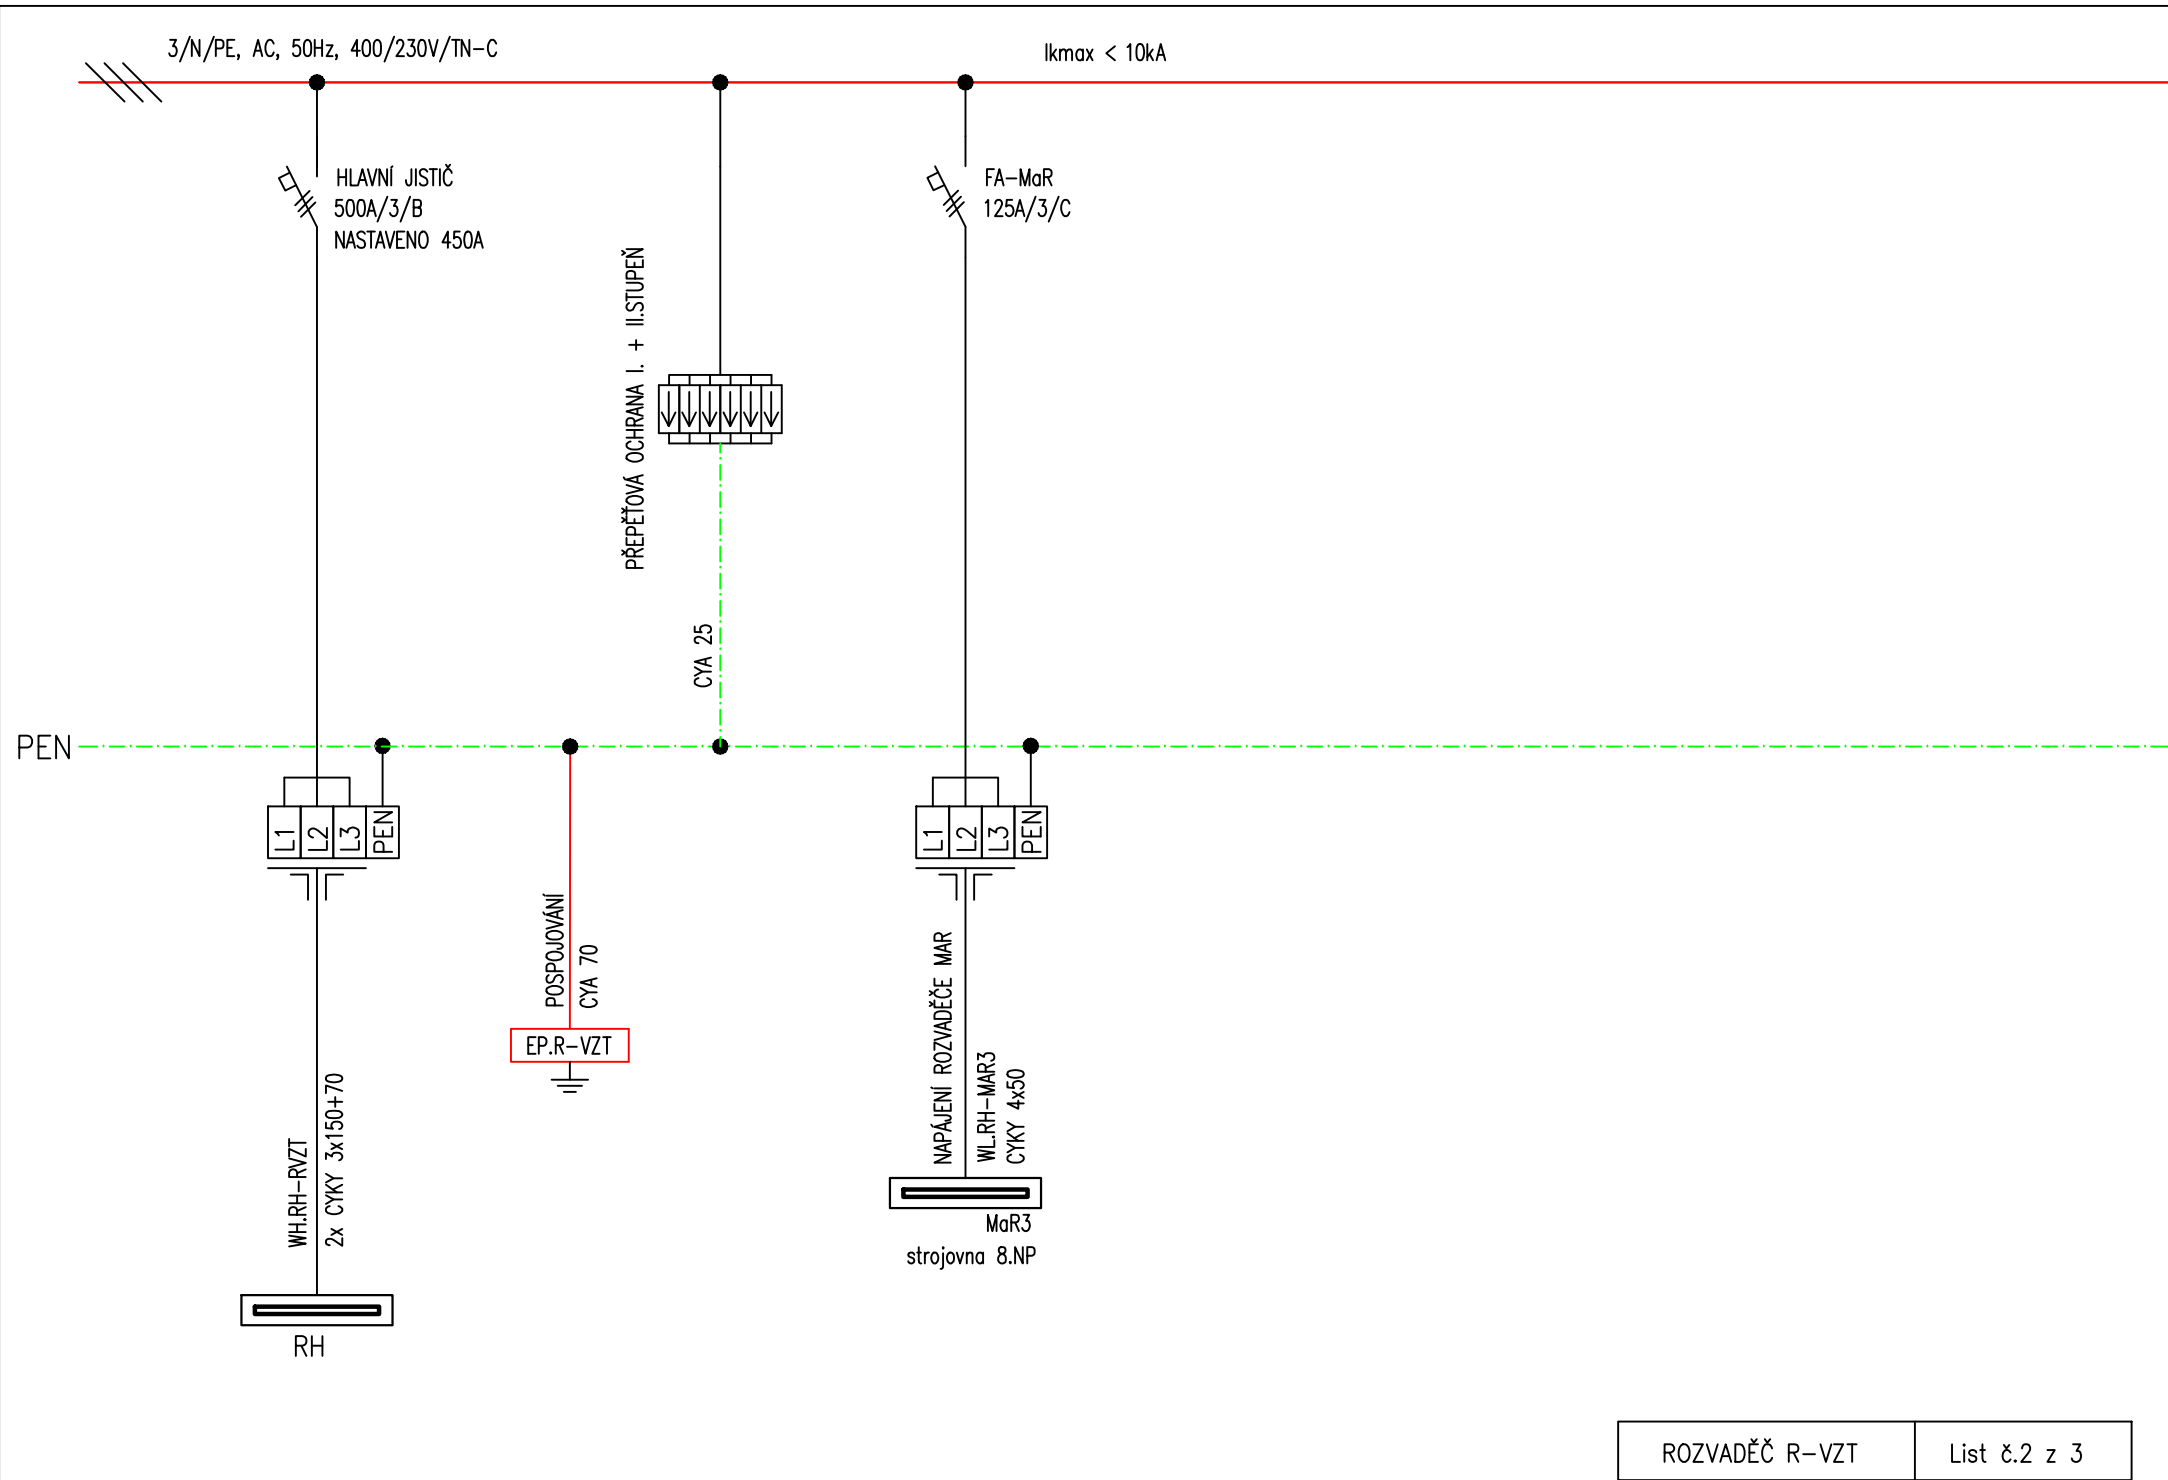 3/N/PE, AC, 50Hz, 400/230V/TN-C
Ikmax < 10kA
HLAVNÍ JISTIČ
500A/3/B
NASTAVENO 450A
FA-MaR
125A/3/C
PŘEPĚŤOVÁ OCHRANA I. + II.STUPEŇ
CYA 25
PEN
L1 L2 L3 PEN
L1 L2 L3 PEN
POSPOJOVÁNÍ
CYA 70
EP.R-VZT
NAPÁJENÍ ROZVADĚČE MAR
WL.RH-MAR3
CYKY 4x50
MaR3
strojovna 8.NP
WH.RH-RVZT
2x CYKY 3x150+70
RH
ROZVADĚČ R-VZT
List č.2 z 3